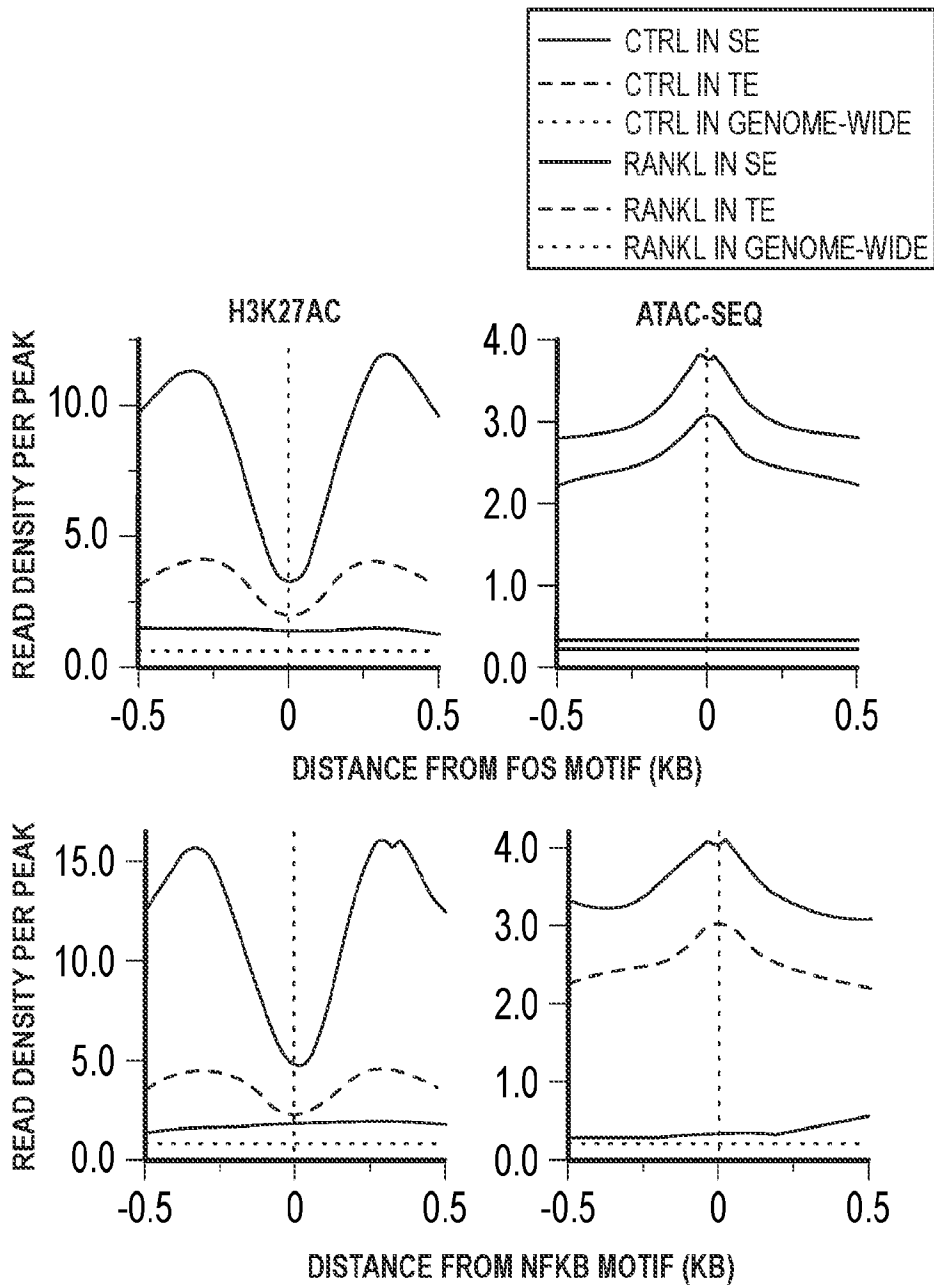 CTRL IN SE
CTRL IN TE
CTRL IN GENOME-WIDE
RANKL IN SE
RANKL IN TE
RANKL IN GENOME-WIDE
H3K27AC
ATAC-SEQ
READ DENSITY PER PEAK
10.0
5.0
0.0
-0.5
0
0.5
4.0
3.0
2.0
1.0
0.0
-0.5
0
0.5
DISTANCE FROM FOS MOTIF (KB)
READ DENSITY PER PEAK
15.0
10.0
5.0
0.0
-0.5
0
0.5
4.0
3.0
2.0
1.0
0.0
-0.5
0
0.5
DISTANCE FROM NFKB MOTIF (KB)